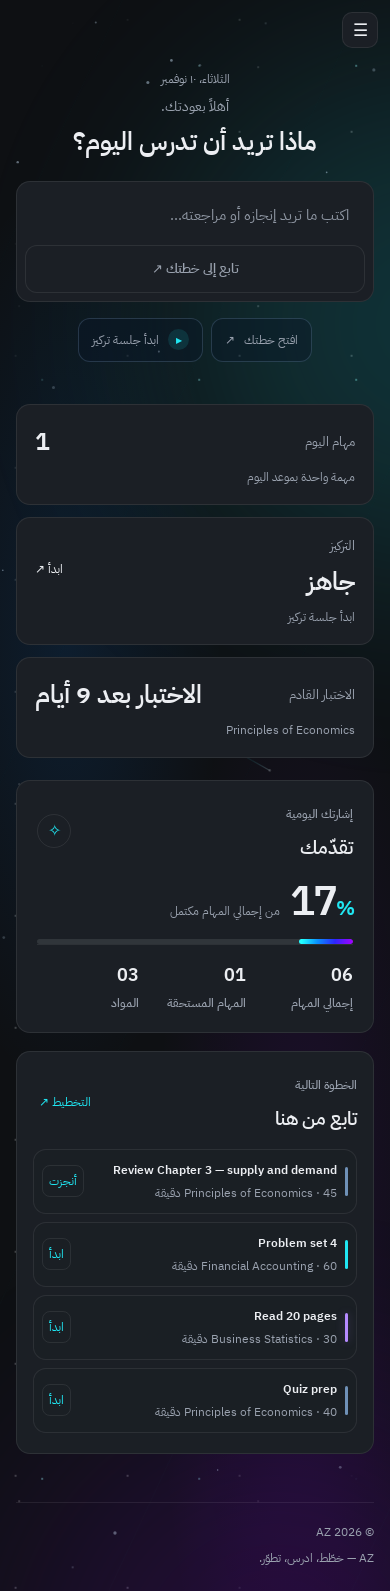 الثلاثاء، ١٠ نوفمبر
أهلاً بعودتك.
ماذا تريد أن تدرس اليوم؟
اكتب ما تريد إنجازه أو مراجعته...
تابع إلى خطتك ↗
افتح خطتك ↗
ابدأ جلسة تركيز
مهام اليوم
1
مهمة واحدة بموعد اليوم
التركيز
جاهز
ابدأ ↗
ابدأ جلسة تركيز
الاختبار القادم
الاختبار بعد 9 أيام
Principles of Economics
إشارتك اليومية
تقدّمك
17%
من إجمالي المهام مكتمل
06
إجمالي المهام
01
المهام المستحقة
03
المواد
الخطوة التالية
تابع من هنا
التخطيط ↗
Review Chapter 3 — supply and demand
Principles of Economics · 45 دقيقة
أنجزت
Problem set 4
Financial Accounting · 60 دقيقة
ابدأ
Read 20 pages
Business Statistics · 30 دقيقة
ابدأ
Quiz prep
Principles of Economics · 40 دقيقة
ابدأ
© 2026 AZ
AZ — خطّط، ادرس، تطوّر.